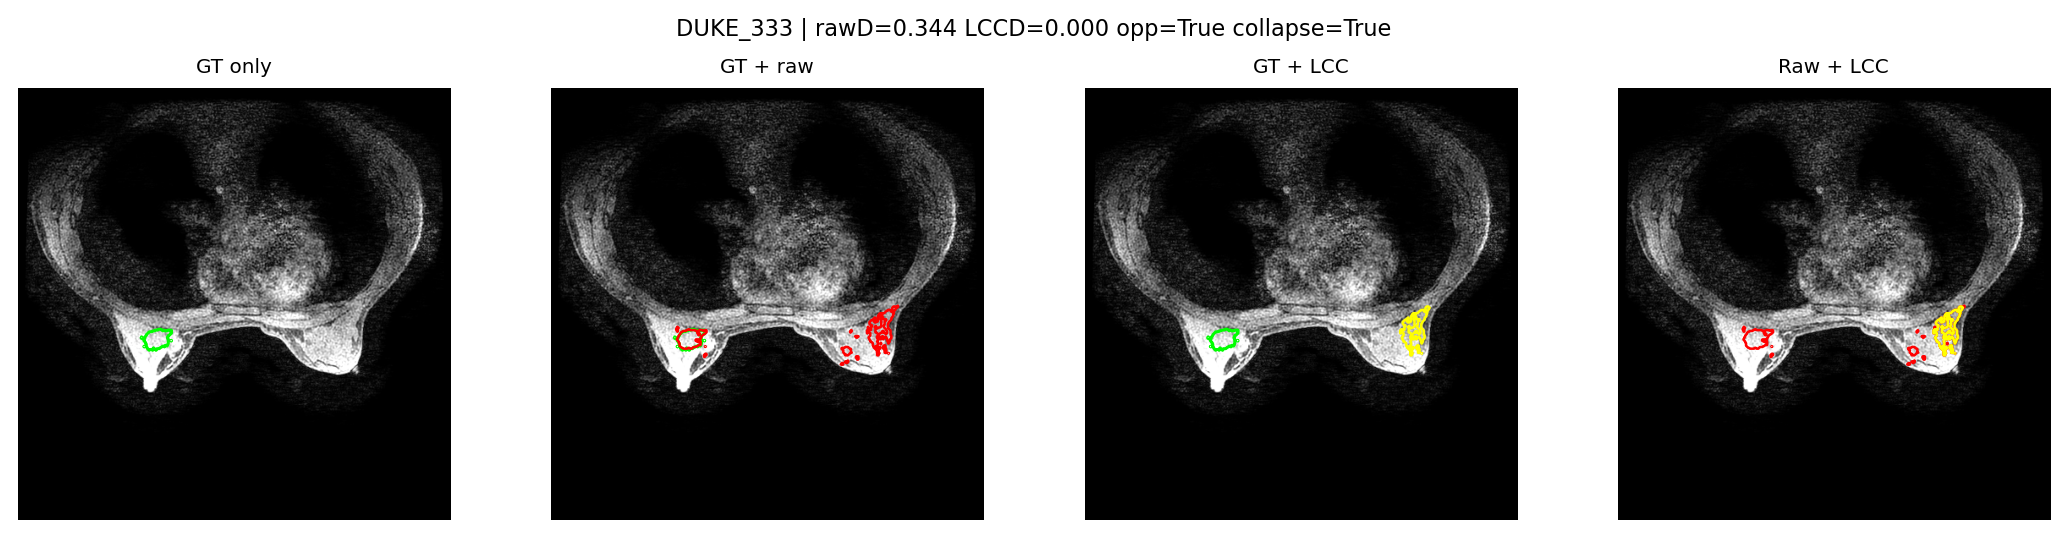 DUKE_333 | rawD=0.344 LCCD=0.000 opp=True collapse=True
GT only
GT + raw
GT + LCC
Raw + LCC